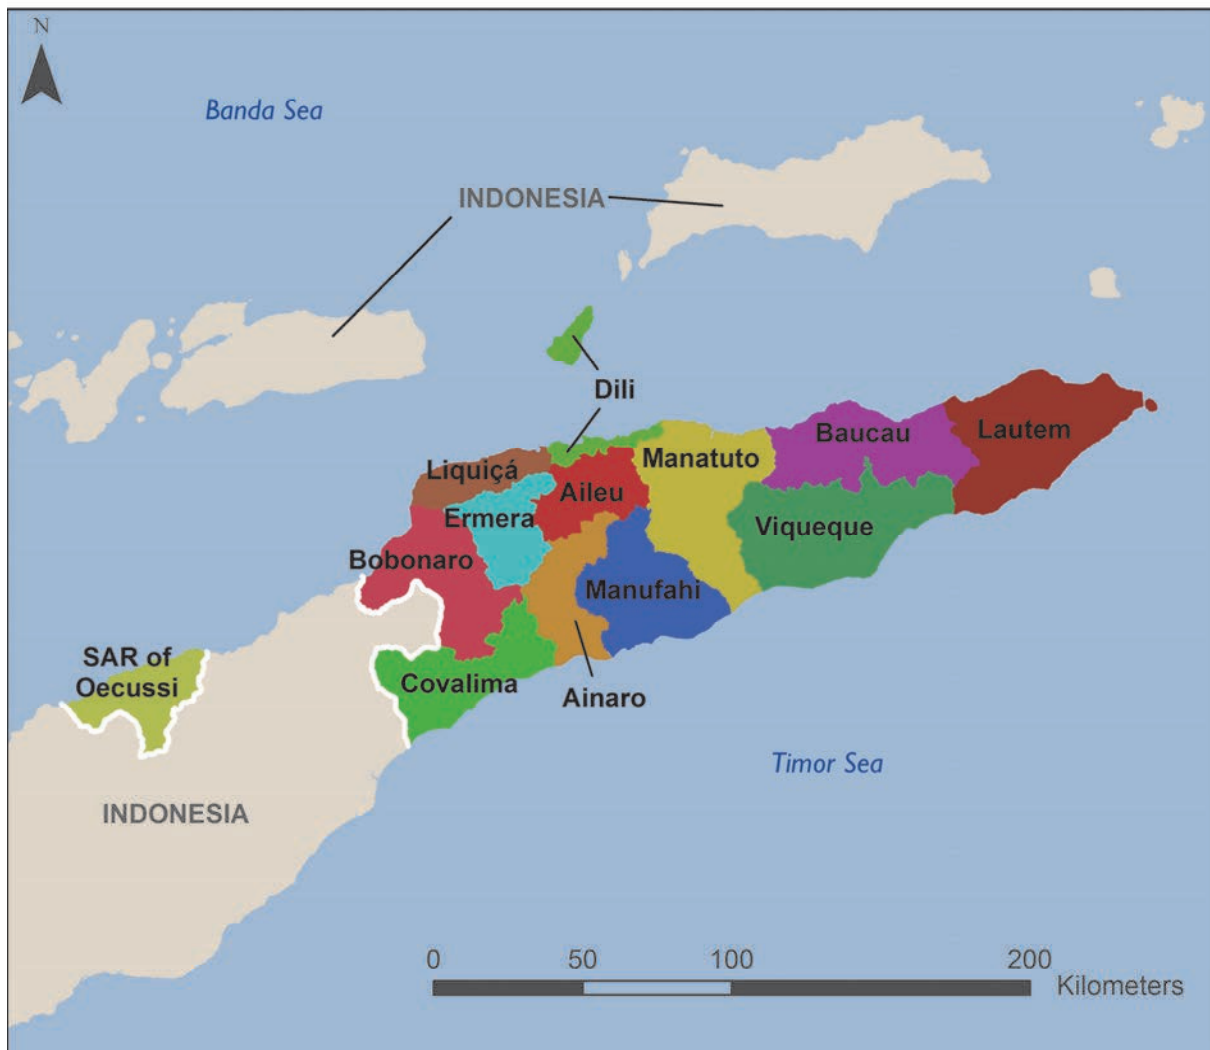 N
Banda Sea
INDONESIA
Dili
Baucau
Lautem
Manatuto
Liquiçá
Aileu
Ermera
Viqueque
Bobonaro
Manufahi
SAR of
Oecussi
Covalima
Ainaro
Timor Sea
INDONESIA
0 50 100 200
Kilometers